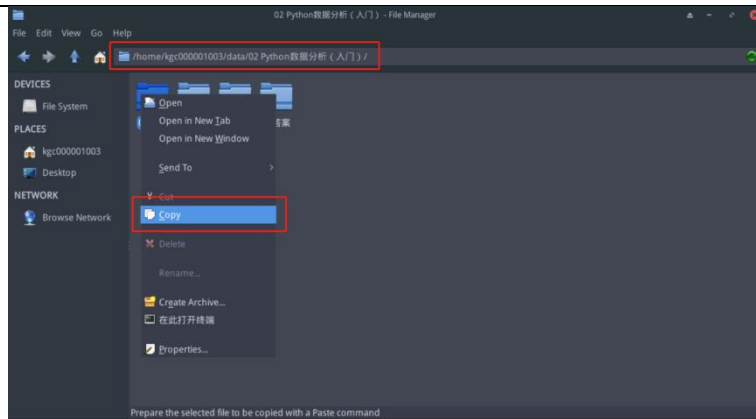 02 Python数据分析（入门） - File Manager
File Edit View Go Help
/home/kgc000001003/data/02 Python数据分析（入门）/
DEVICES
File System
PLACES
kgc000001003
Desktop
NETWORK
Browse Network
答案
Open
Open in New Tab
Open in New Window
Send To
Cut
Copy
Delete
Rename...
Create Archive...
在此打开终端
Properties...
Prepare the selected file to be copied with a Paste command